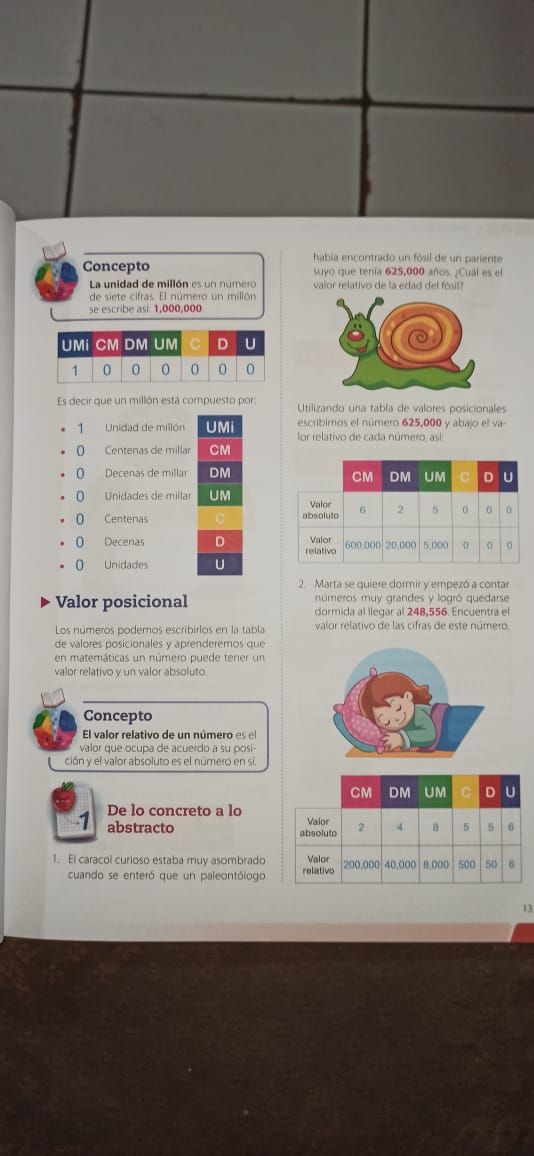 Concepto
La unidad de millón es un número
de siete cifras. El número un millón
se escribe así: 1,000,000.
UMi CM DM UM C D U
1 0 0 0 0 0 0
Es decir que un millón está compuesto por:
• 1 Unidad de millón UMi
• 0 Centenas de millar CM
• 0 Decenas de millar DM
• 0 Unidades de millar UM
• 0 Centenas C
• 0 Decenas D
• 0 Unidades U
Valor posicional
Los números podemos escribirlos en la tabla
de valores posicionales y aprenderemos que
en matemáticas un número puede tener un
valor relativo y un valor absoluto.
Concepto
El valor relativo de un número es el
valor que ocupa de acuerdo a su posi-
ción y el valor absoluto es el número en sí.
1
De lo concreto a lo
abstracto
1. El caracol curioso estaba muy asombrado
cuando se enteró que un paleontólogo
había encontrado un fósil de un pariente
suyo que tenía 625,000 años. ¿Cuál es el
valor relativo de la edad del fósil?
Utilizando una tabla de valores posicionales
escribimos el número 625,000 y abajo el va-
lor relativo de cada número, así:
CM DM UM C D U
Valor absoluto 6 2 5 0 0 0
Valor relativo 600,000 20,000 5,000 0 0 0
2. Marta se quiere dormir y empezó a contar
números muy grandes y logró quedarse
dormida al llegar al 248,556. Encuentra el
valor relativo de las cifras de este número.
CM DM UM C D U
Valor absoluto 2 4 8 5 5 6
Valor relativo 200,000 40,000 8,000 500 50 6
13